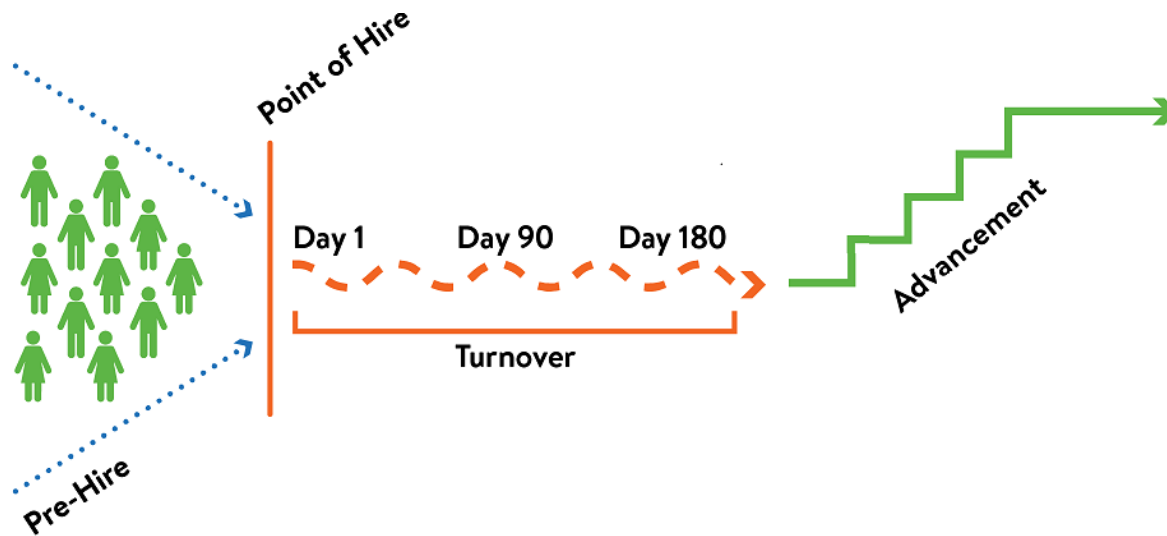 Point of Hire
Day 1
Day 90
Day 180
Turnover
Advancement
Pre-Hire